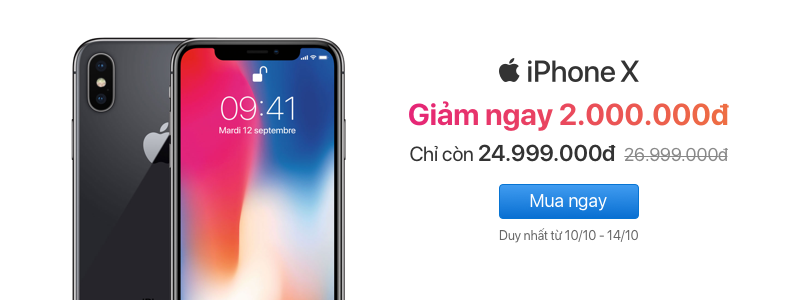 iPhone X
Giảm ngay 2.000.000đ
Chỉ còn 24.999.000đ 26.999.000đ
Mua ngay
Duy nhất từ 10/10 - 14/10
09:41
Mardi 12 septembre